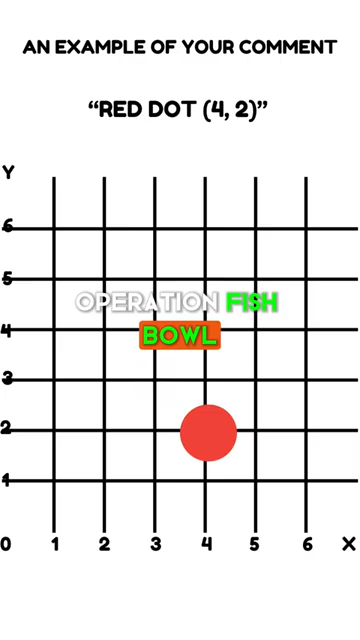 AN EXAMPLE OF YOUR COMMENT
“RED DOT (4, 2)”
Y
6
5
OPERATION FISH
BOWL
4
3
2
1
0 1 2 3 4 5 6 X